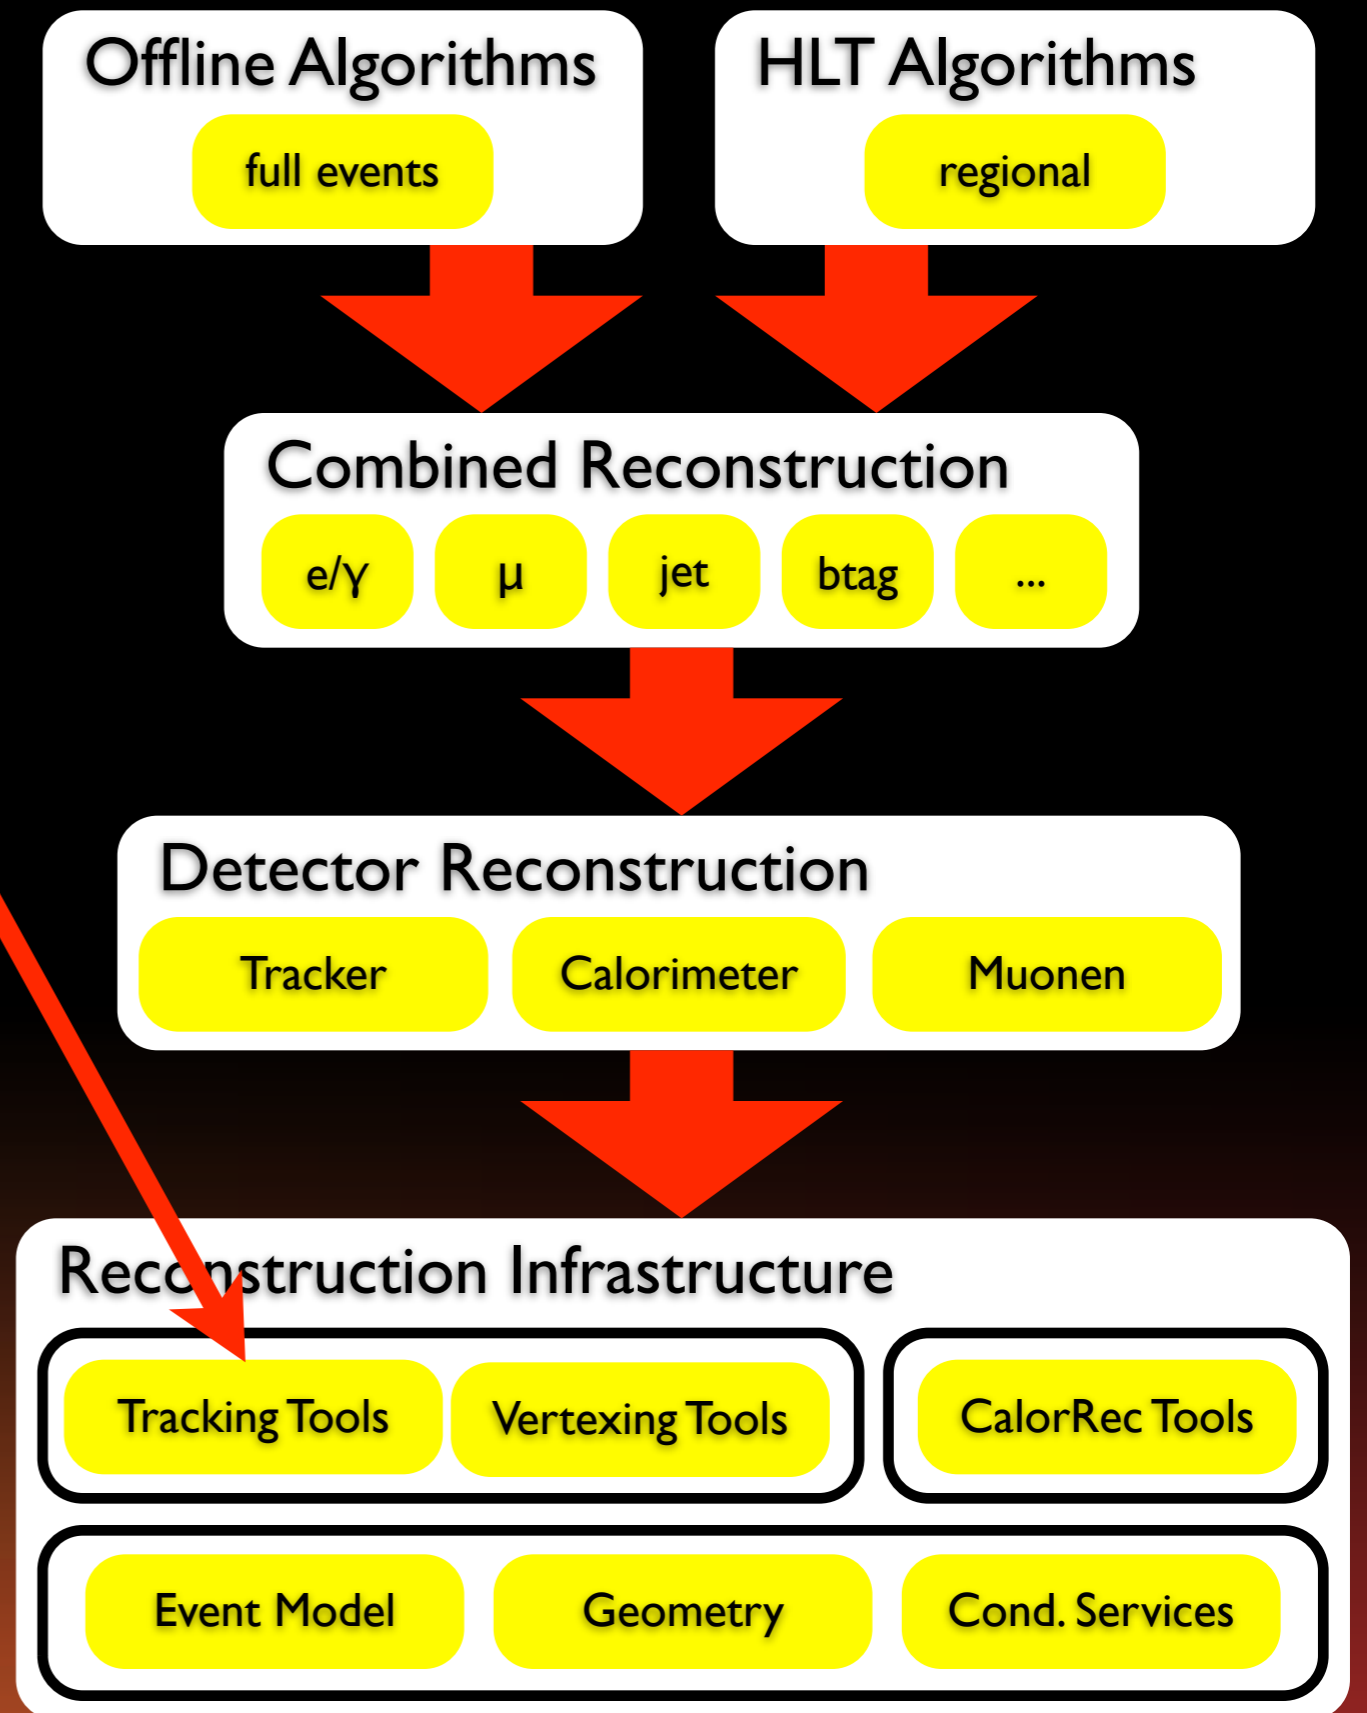 Offline Algorithms
full events
HLT Algorithms
regional
Combined Reconstruction
e/γ
μ
jet
btag
...
Detector Reconstruction
Tracker
Calorimeter
Muonen
Reconstruction Infrastructure
Tracking Tools
Vertexing Tools
CalorRec Tools
Event Model
Geometry
Cond. Services